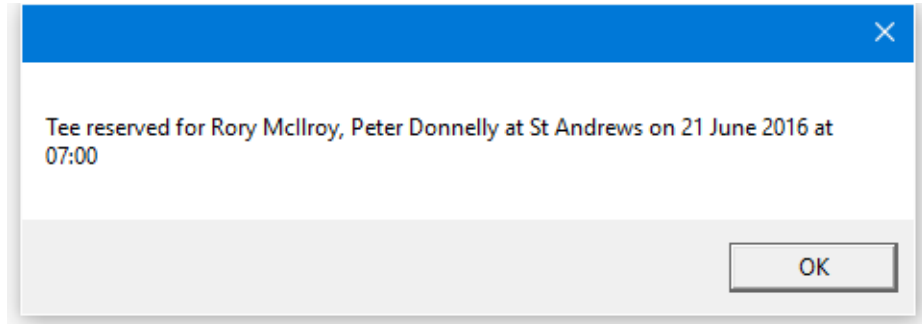 Tee reserved for Rory McIlroy, Peter Donnelly at St Andrews on 21 June 2016 at
07:00
OK